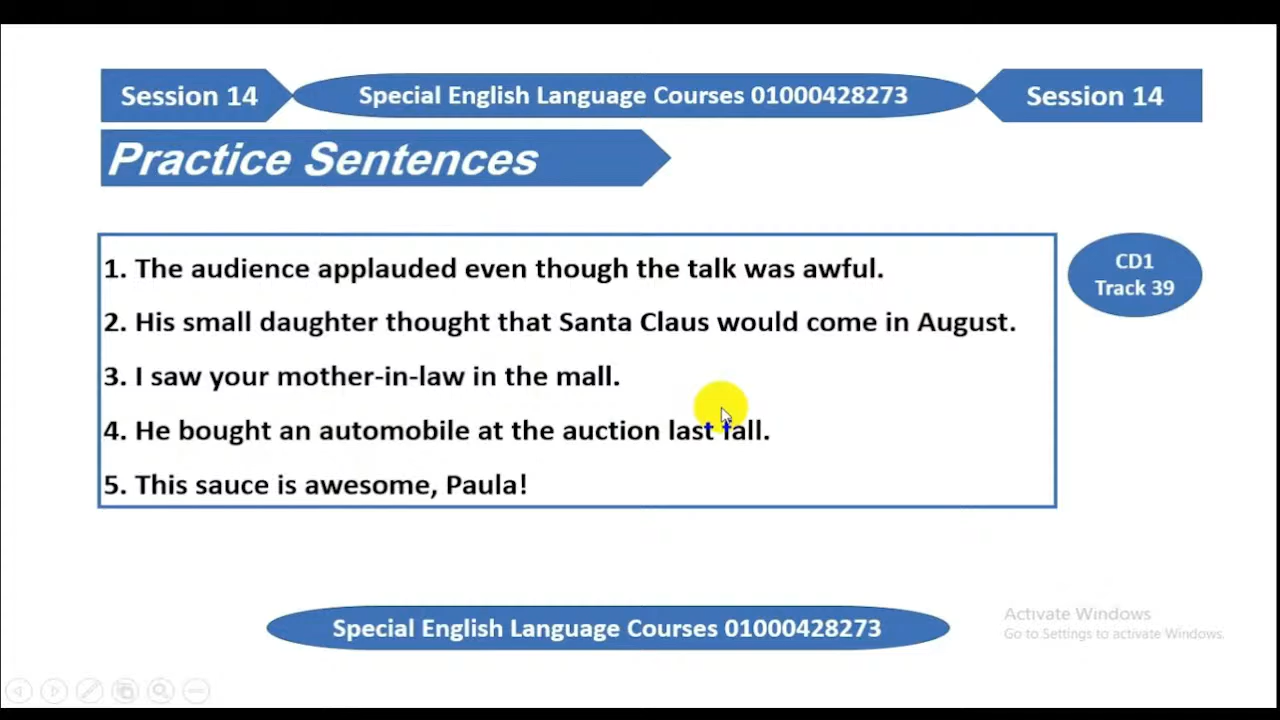 Session 14
Special English Language Courses 01000428273
Session 14
Practice Sentences
1. The audience applauded even though the talk was awful.
2. His small daughter thought that Santa Claus would come in August.
3. I saw your mother-in-law in the mall.
4. He bought an automobile at the auction last fall.
5. This sauce is awesome, Paula!
CD1
Track 39
Special English Language Courses 01000428273
Activate Windows
Go to Settings to activate Windows.